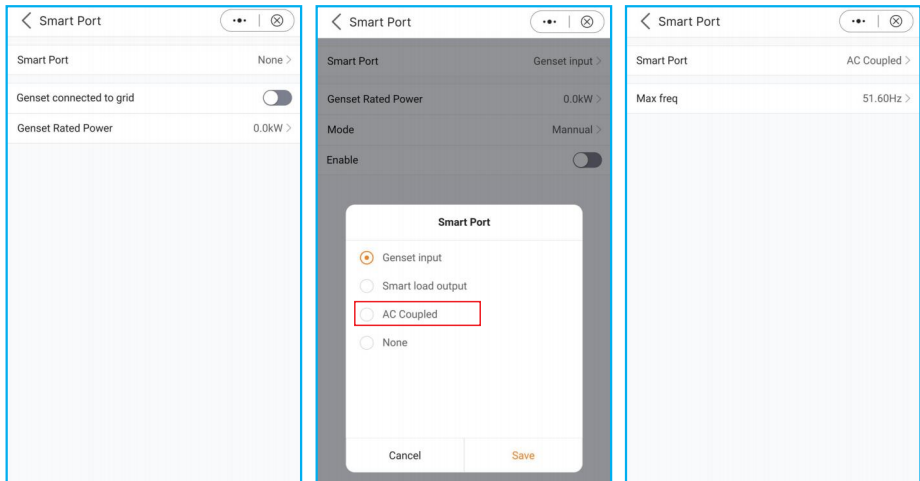 Smart Port
Smart Port None
Genset connected to grid
Genset Rated Power 0.0kW
Smart Port
Smart Port Genset input
Genset Rated Power 0.0kW
Mode Mannual
Enable
Smart Port
Genset input
Smart load output
AC Coupled
None
Cancel Save
Smart Port
Smart Port AC Coupled
Max freq 51.60Hz